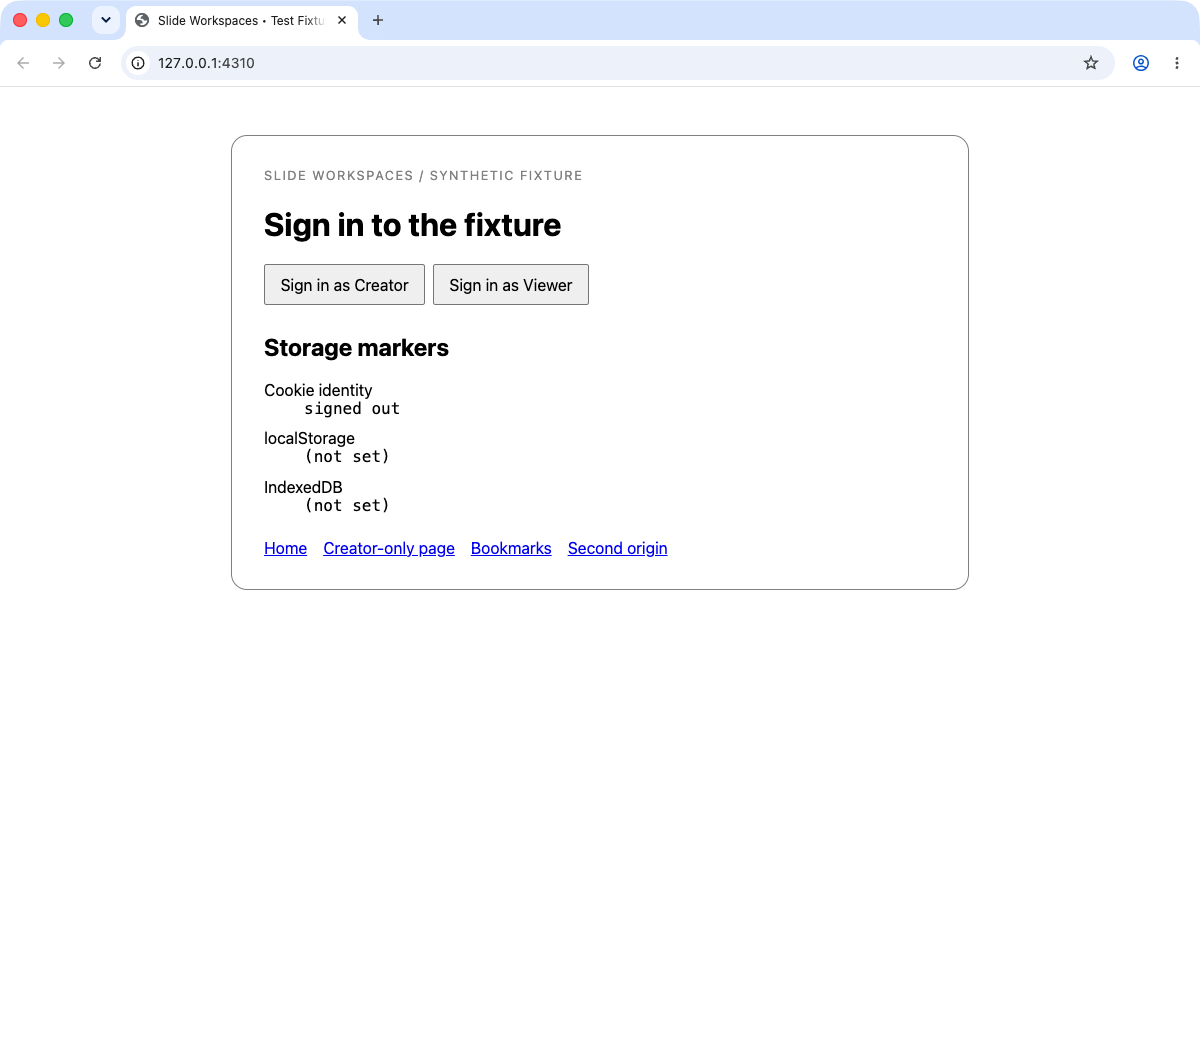 Slide Workspaces • Test Fixtu
127.0.0.1:4310
SLIDE WORKSPACES / SYNTHETIC FIXTURE
Sign in to the fixture
Sign in as Creator Sign in as Viewer
Storage markers
Cookie identity
signed out
localStorage
(not set)
IndexedDB
(not set)
Home Creator-only page Bookmarks Second origin